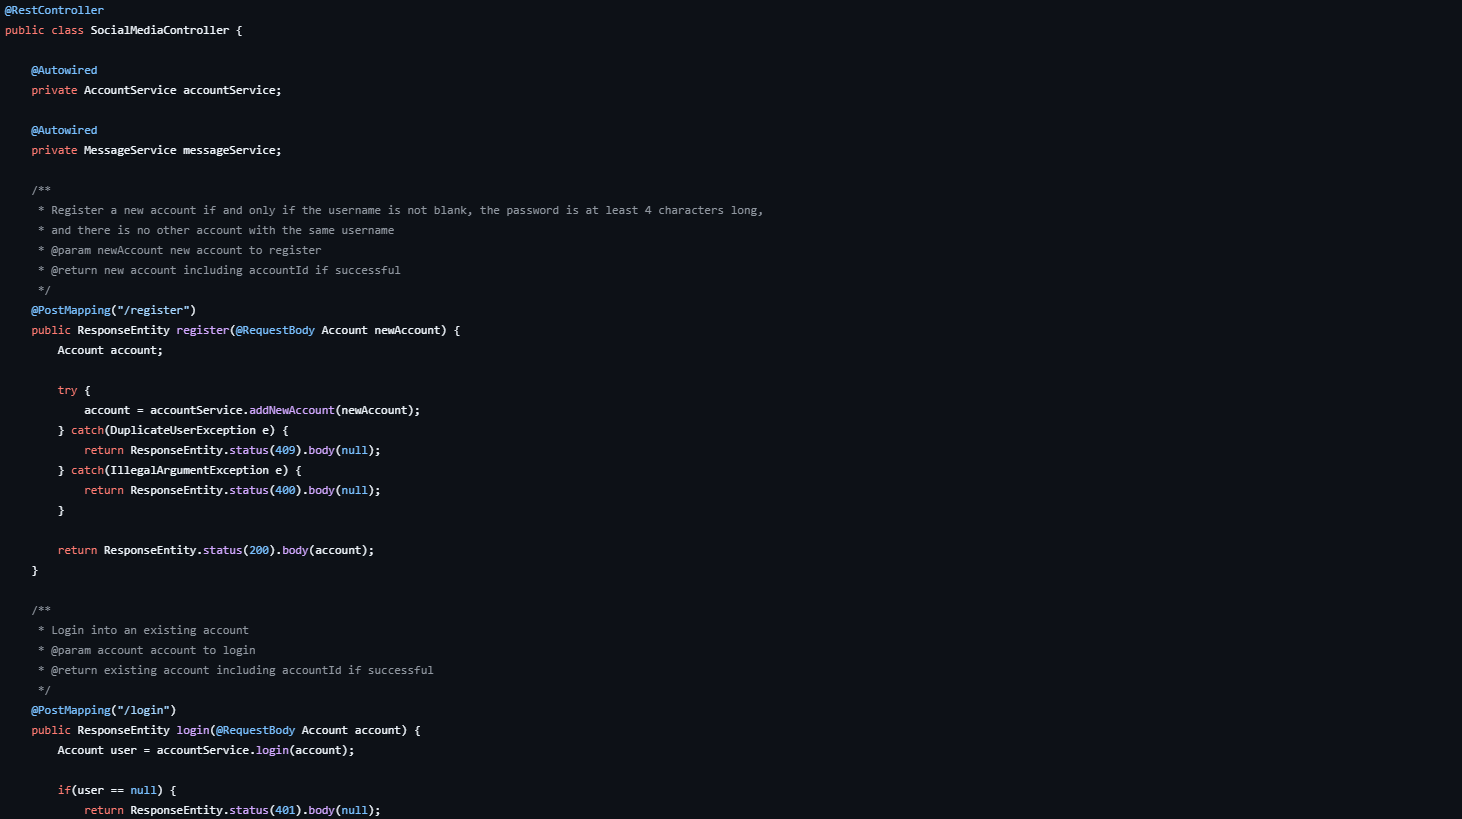 @RestController
public class SocialMediaController {
@Autowired
private AccountService accountService;
@Autowired
private MessageService messageService;
/**
* Register a new account if and only if the username is not blank, the password is at least 4 characters long,
* and there is no other account with the same username
* @param newAccount new account to register
* @return new account including accountId if successful
*/
@PostMapping("/register")
public ResponseEntity register(@RequestBody Account newAccount) {
Account account;
try {
account = accountService.addNewAccount(newAccount);
} catch(DuplicateUserException e) {
return ResponseEntity.status(409).body(null);
} catch(IllegalArgumentException e) {
return ResponseEntity.status(400).body(null);
}
return ResponseEntity.status(200).body(account);
}
/**
* Login into an existing account
* @param account account to login
* @return existing account including accountId if successful
*/
@PostMapping("/login")
public ResponseEntity login(@RequestBody Account account) {
Account user = accountService.login(account);
if(user == null) {
return ResponseEntity.status(401).body(null);